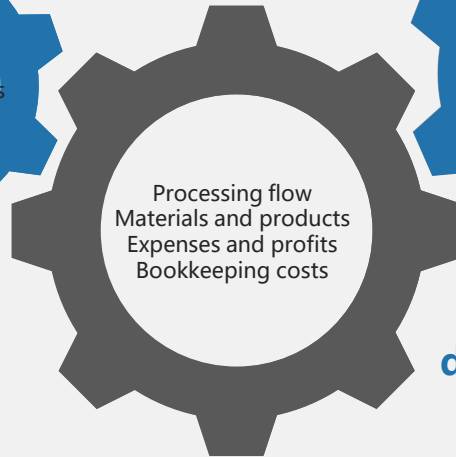 Processing flow
Materials and products
Expenses and profits
Bookkeeping costs